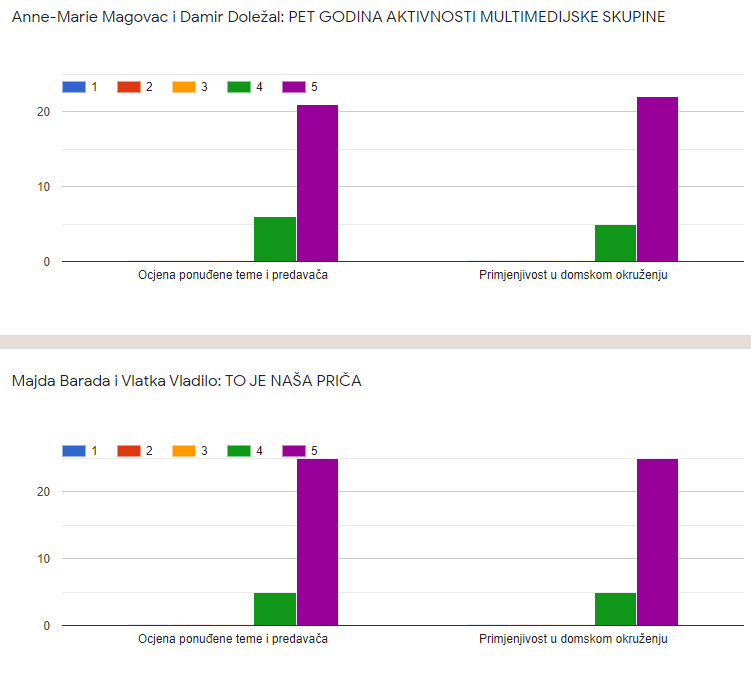 Anne-Marie Magovac i Damir Doležal: PET GODINA AKTIVNOSTI MULTIMEDIJSKE SKUPINE
1 2 3 4 5
20
10
0
Ocjena ponuđene teme i predavača Primjenjivost u domskom okruženju
Majda Barada i Vlatka Vladilo: TO JE NAŠA PRIČA
1 2 3 4 5
20
10
0
Ocjena ponuđene teme i predavača Primjenjivost u domskom okruženju